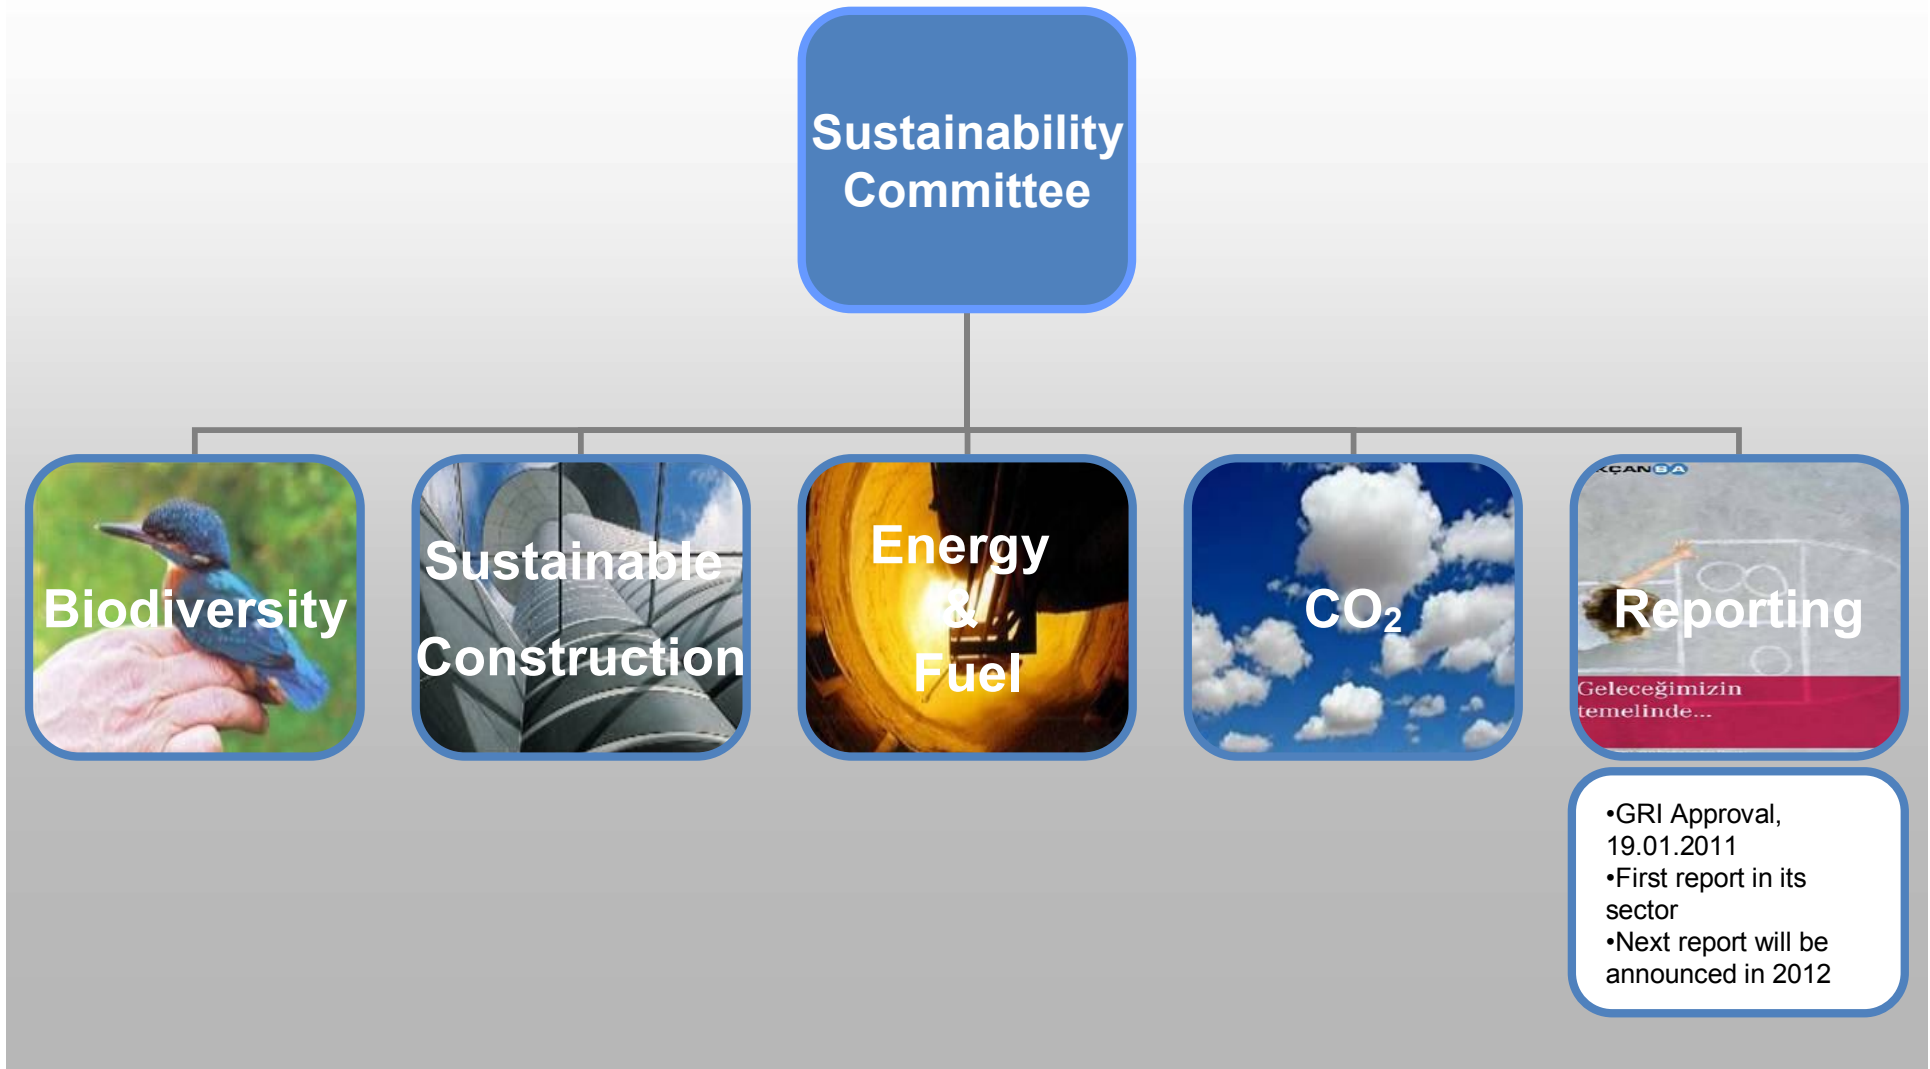 Sustainability
Committee
Biodiversity
Sustainable
Construction
Energy
&
Fuel
CO₂
KÇANSA
Reporting
Geleceğimizin
temelinde...
•GRI Approval,
19.01.2011
•First report in its
sector
•Next report will be
announced in 2012